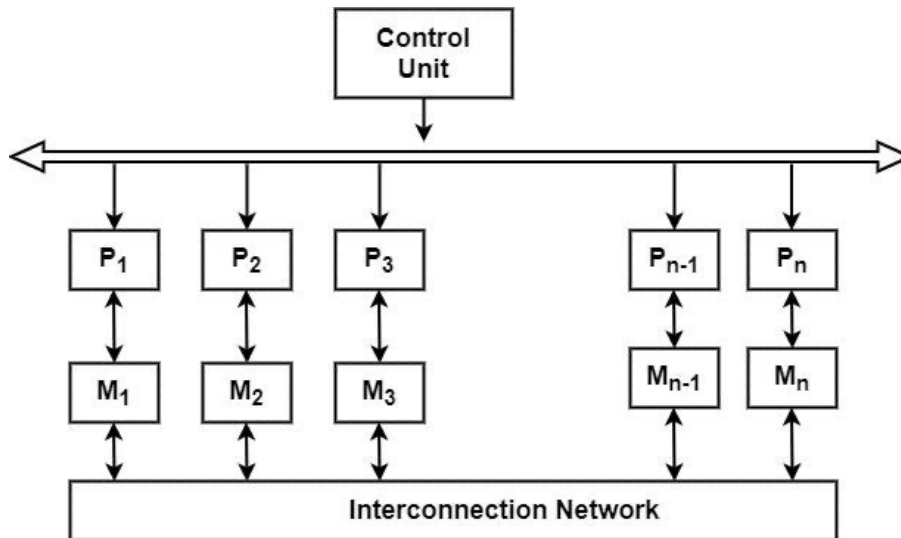 Control
Unit
P₁ P₂ P₃ Pₙ₋₁ Pₙ
M₁ M₂ M₃ Mₙ₋₁ Mₙ
Interconnection Network